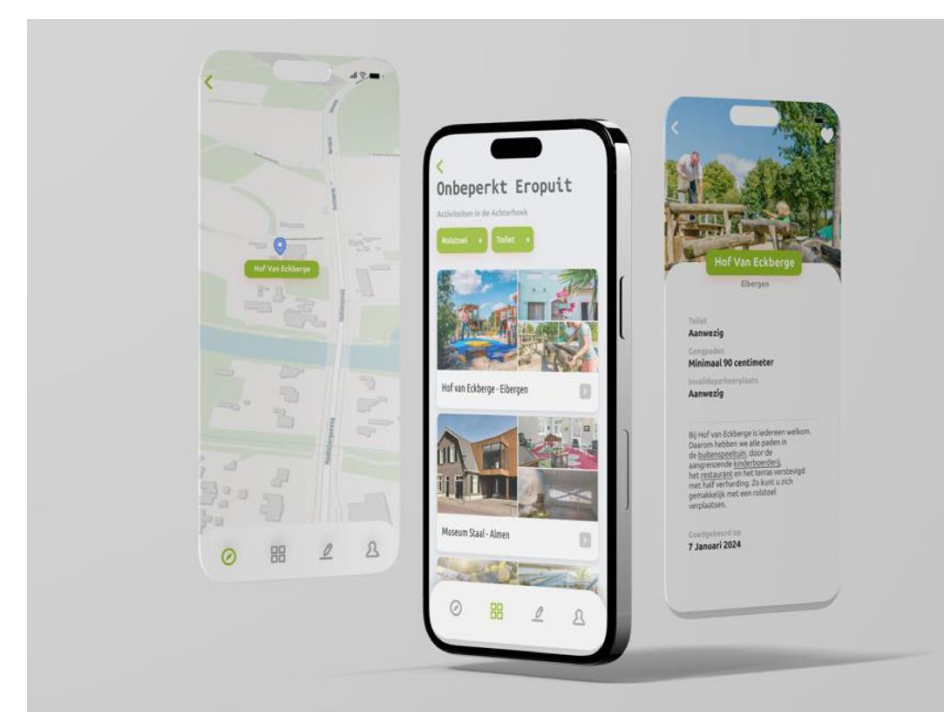 Hof Van Eckberge
Onbeperkt Eropuit
Activiteiten in de Achterhoek
Rolstoel
Toilet
Hof van Eckberge - Eibergen
Museum Staal - Almen
Hof Van Eckberge
Eibergen
Toilet
Aanwezig
Gangpaden
Minimaal 90 centimeter
Invalideparkeerplaats
Aanwezig
Bij Hof van Eckberge is iedereen welkom.
Daarom hebben we alle paden in
de buitenspeeltuin, door de
aangrenzende kinderboerderij,
het restaurant en het terras verstevigd
met half verharding. Zo kunt u zich
gemakkelijk met een rolstoel
verplaatsen.
Goedgekeurd op
7 Januari 2024